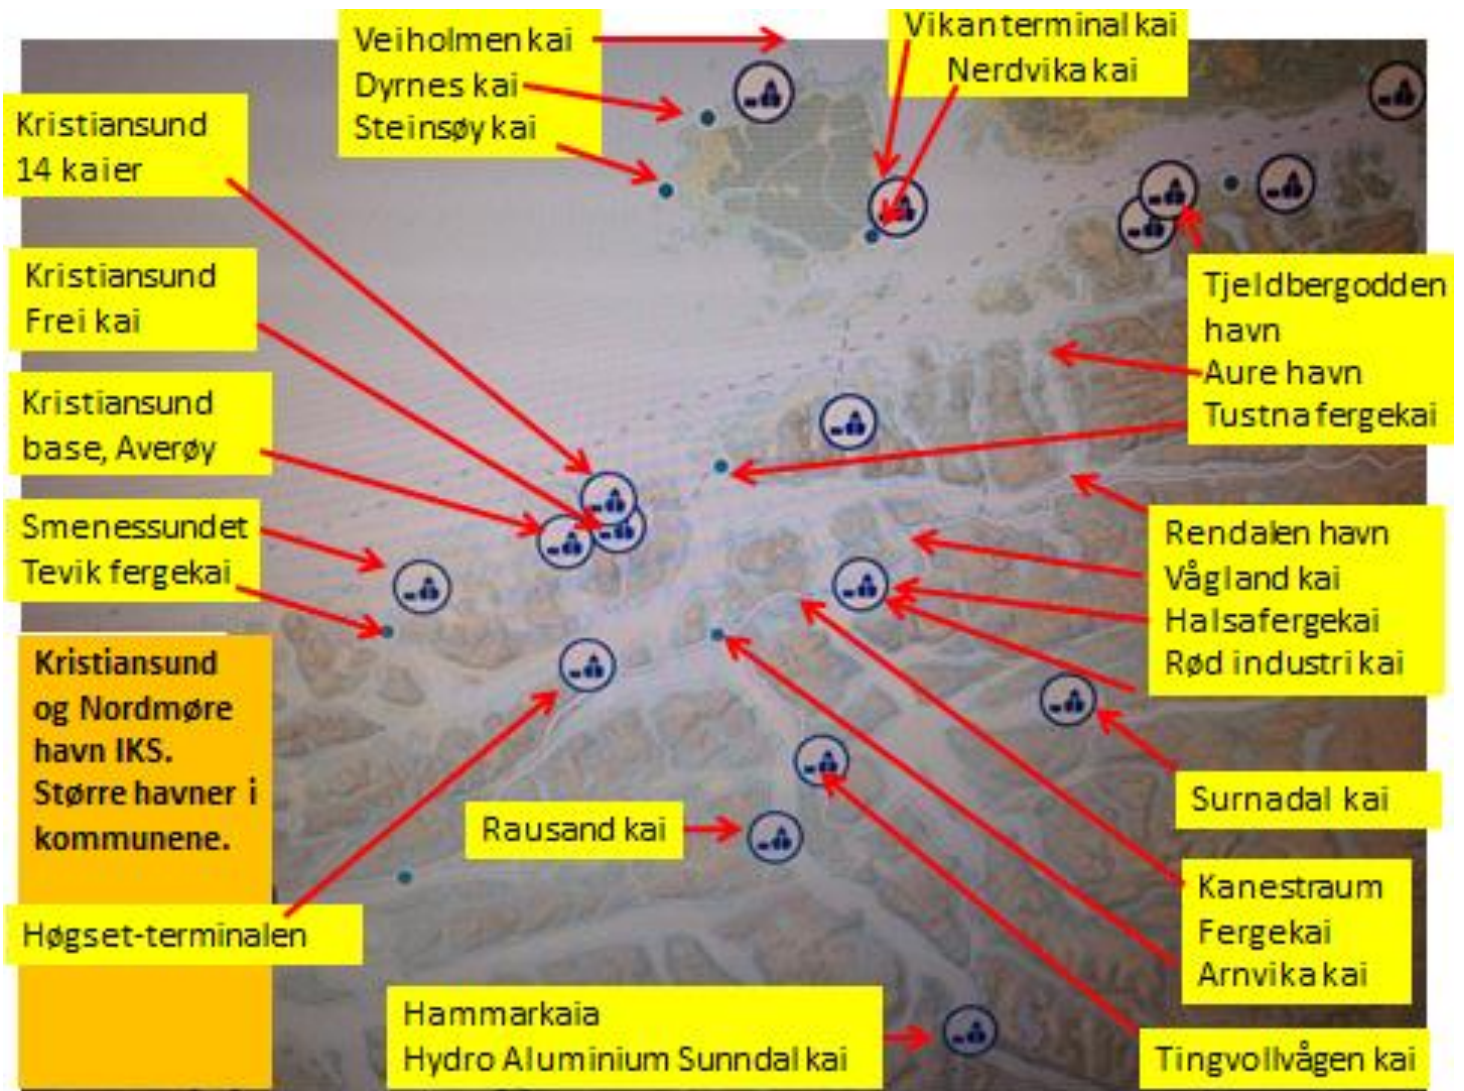 Veiholmen kai
Dyrnes kai
Steinsøy kai
Vikan terminal kai
Nerdvika kai
Kristiansund
14 kaier
Kristiansund
Frei kai
Kristiansund
base, Averøy
Smenessundet
Tevik fergekai
Kristiansund
og Nordmøre
havn IKS.
Større havner i
kommunene.
Høgset-terminalen
Tjeldbergodden
havn
Aure havn
Tustna fergekai
Rendalen havn
Vågland kai
Halsafergekai
Rød industri kai
Surnadal kai
Rausand kai
Kanestraum
Fergekai
Arnvika kai
Hammarkaia
Hydro Aluminium Sunndal kai
Tingvollvågen kai